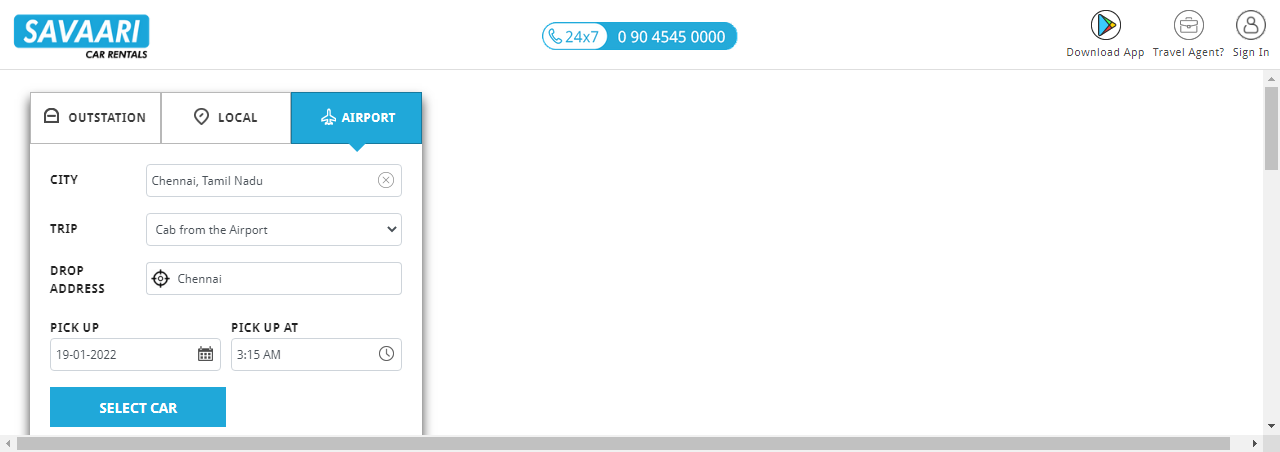 SAVAARI
CAR RENTALS
24x7 0 90 4545 0000
Download App
Travel Agent?
Sign In
OUTSTATION
LOCAL
AIRPORT
CITY
Chennai, Tamil Nadu
TRIP
Cab from the Airport
DROP
ADDRESS
Chennai
PICK UP
PICK UP AT
19-01-2022
3:15 AM
SELECT CAR